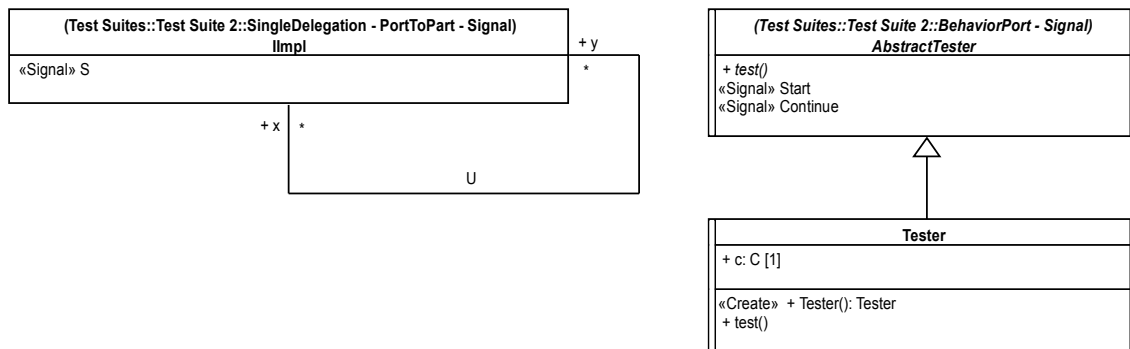 (Test Suites::Test Suite 2::SingleDelegation - PortToPart - Signal)
IImpl
«Signal» S
+ y
*
+ x
*
U
(Test Suites::Test Suite 2::BehaviorPort - Signal)
AbstractTester
+ test()
«Signal» Start
«Signal» Continue
Tester
+ c: C [1]
«Create» + Tester(): Tester
+ test()